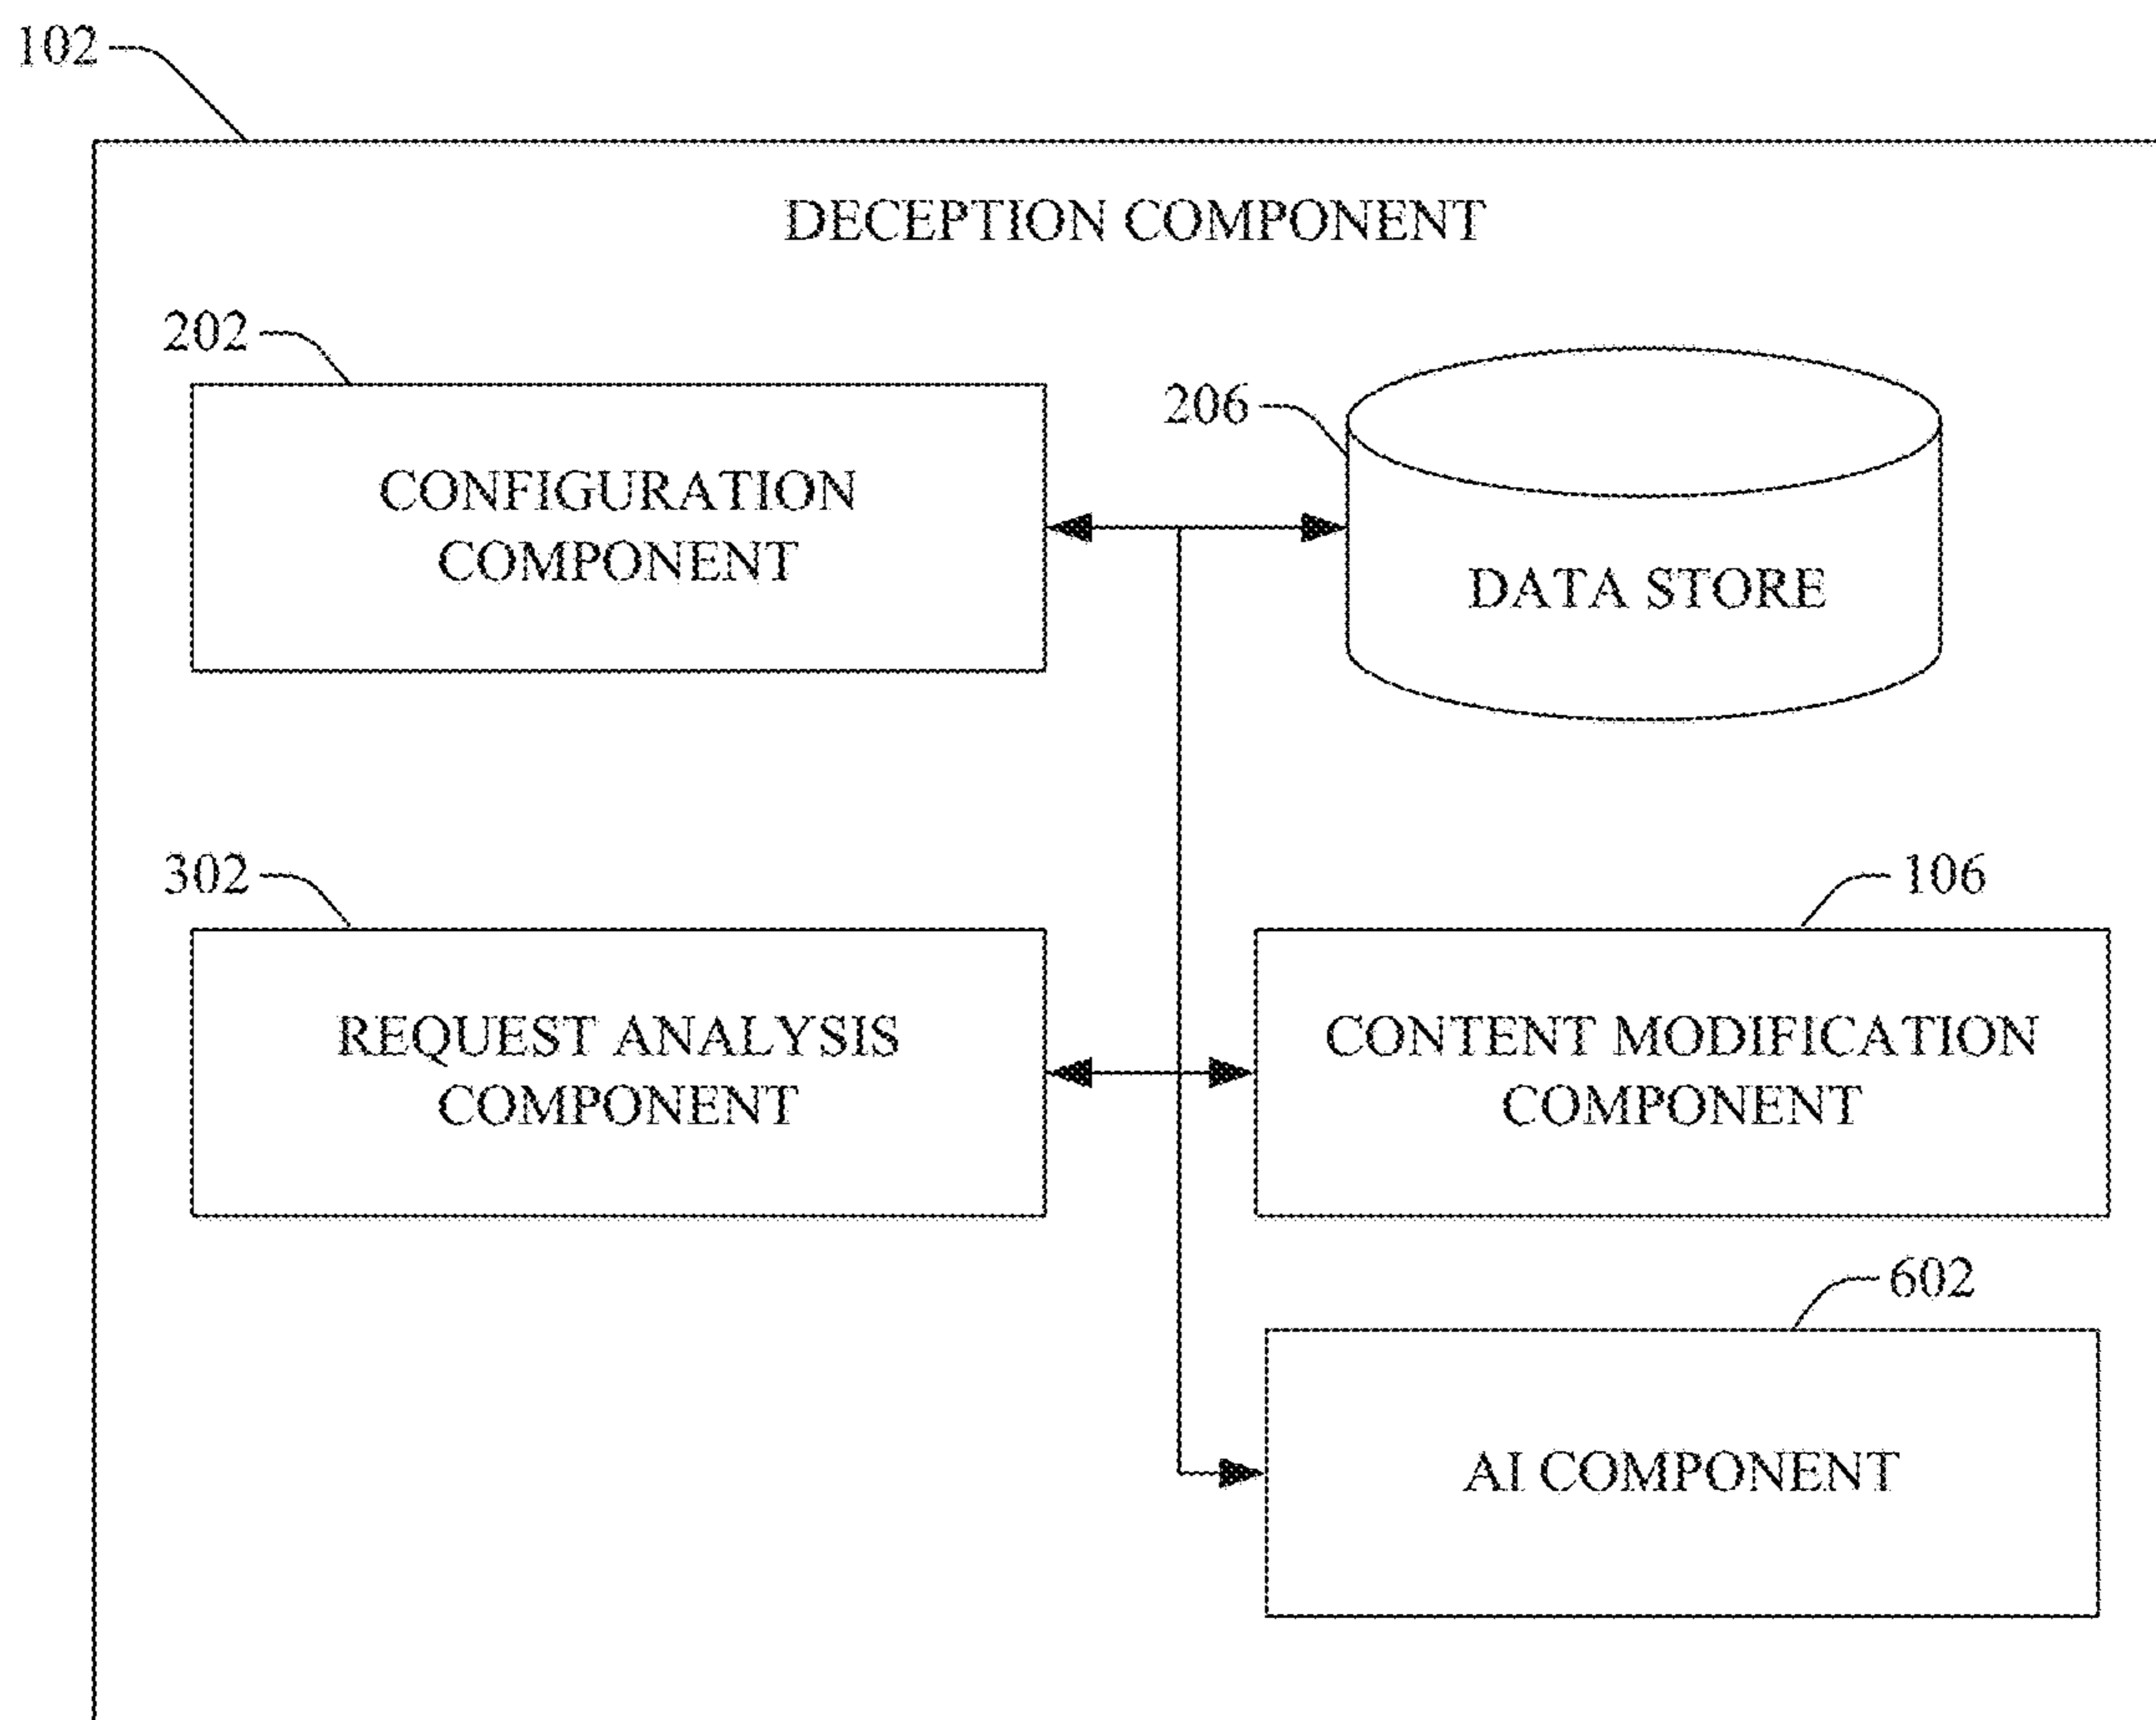 102
DECEPTION COMPONENT
202
CONFIGURATION
COMPONENT
206
DATA STORE
302
REQUEST ANALYSIS
COMPONENT
106
CONTENT MODIFICATION
COMPONENT
602
AI COMPONENT